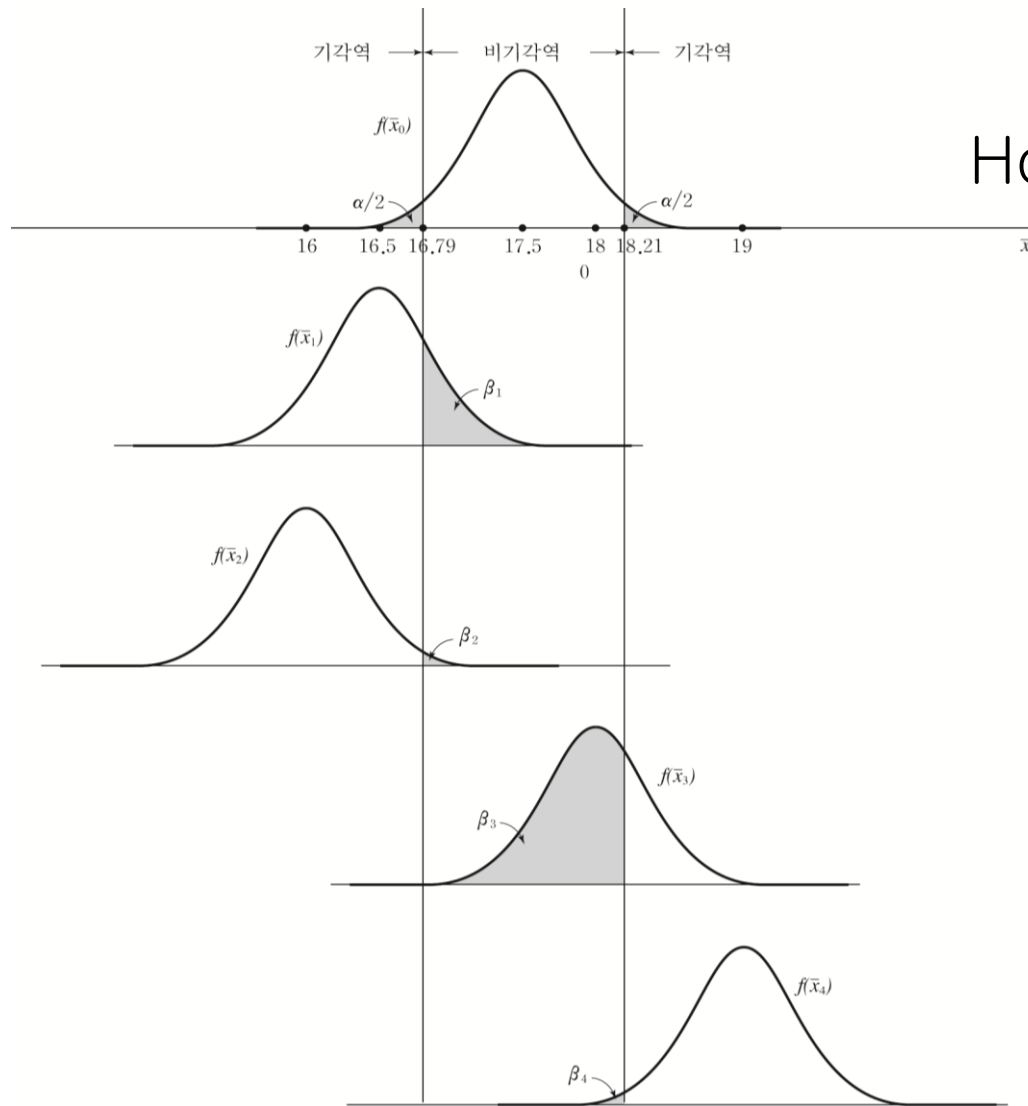 기각역 비기각역 기각역
f(x̄₀)
Ho
α/2 α/2
16 16.5 16.79 17.5 18 18.21 19 x̄
0
f(x̄₁)
β₁
f(x̄₂)
β₂
f(x̄₃)
β₃
f(x̄₄)
β₄